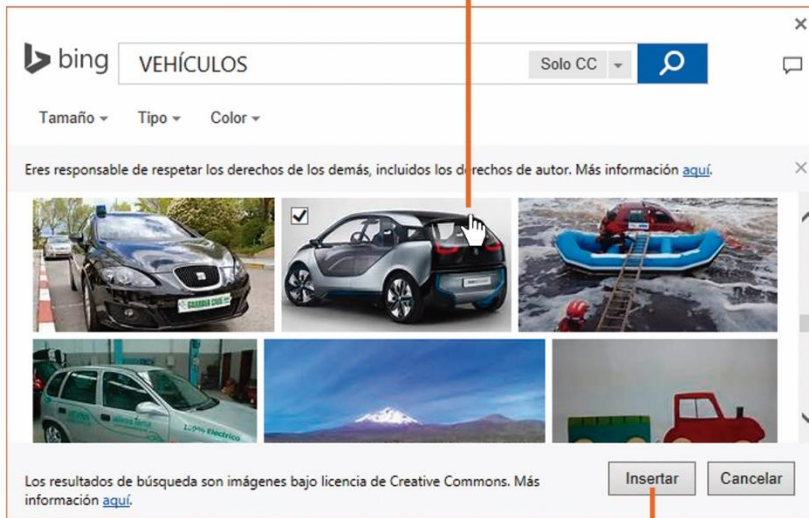 bing
VEHÍCULOS
Solo CC
Tamaño Tipo Color
Eres responsable de respetar los derechos de los demás, incluidos los derechos de autor. Más información aquí.
GUARDIA CIVIL
100% Eléctrico
Los resultados de búsqueda son imágenes bajo licencia de Creative Commons. Más
información aquí.
Insertar
Cancelar